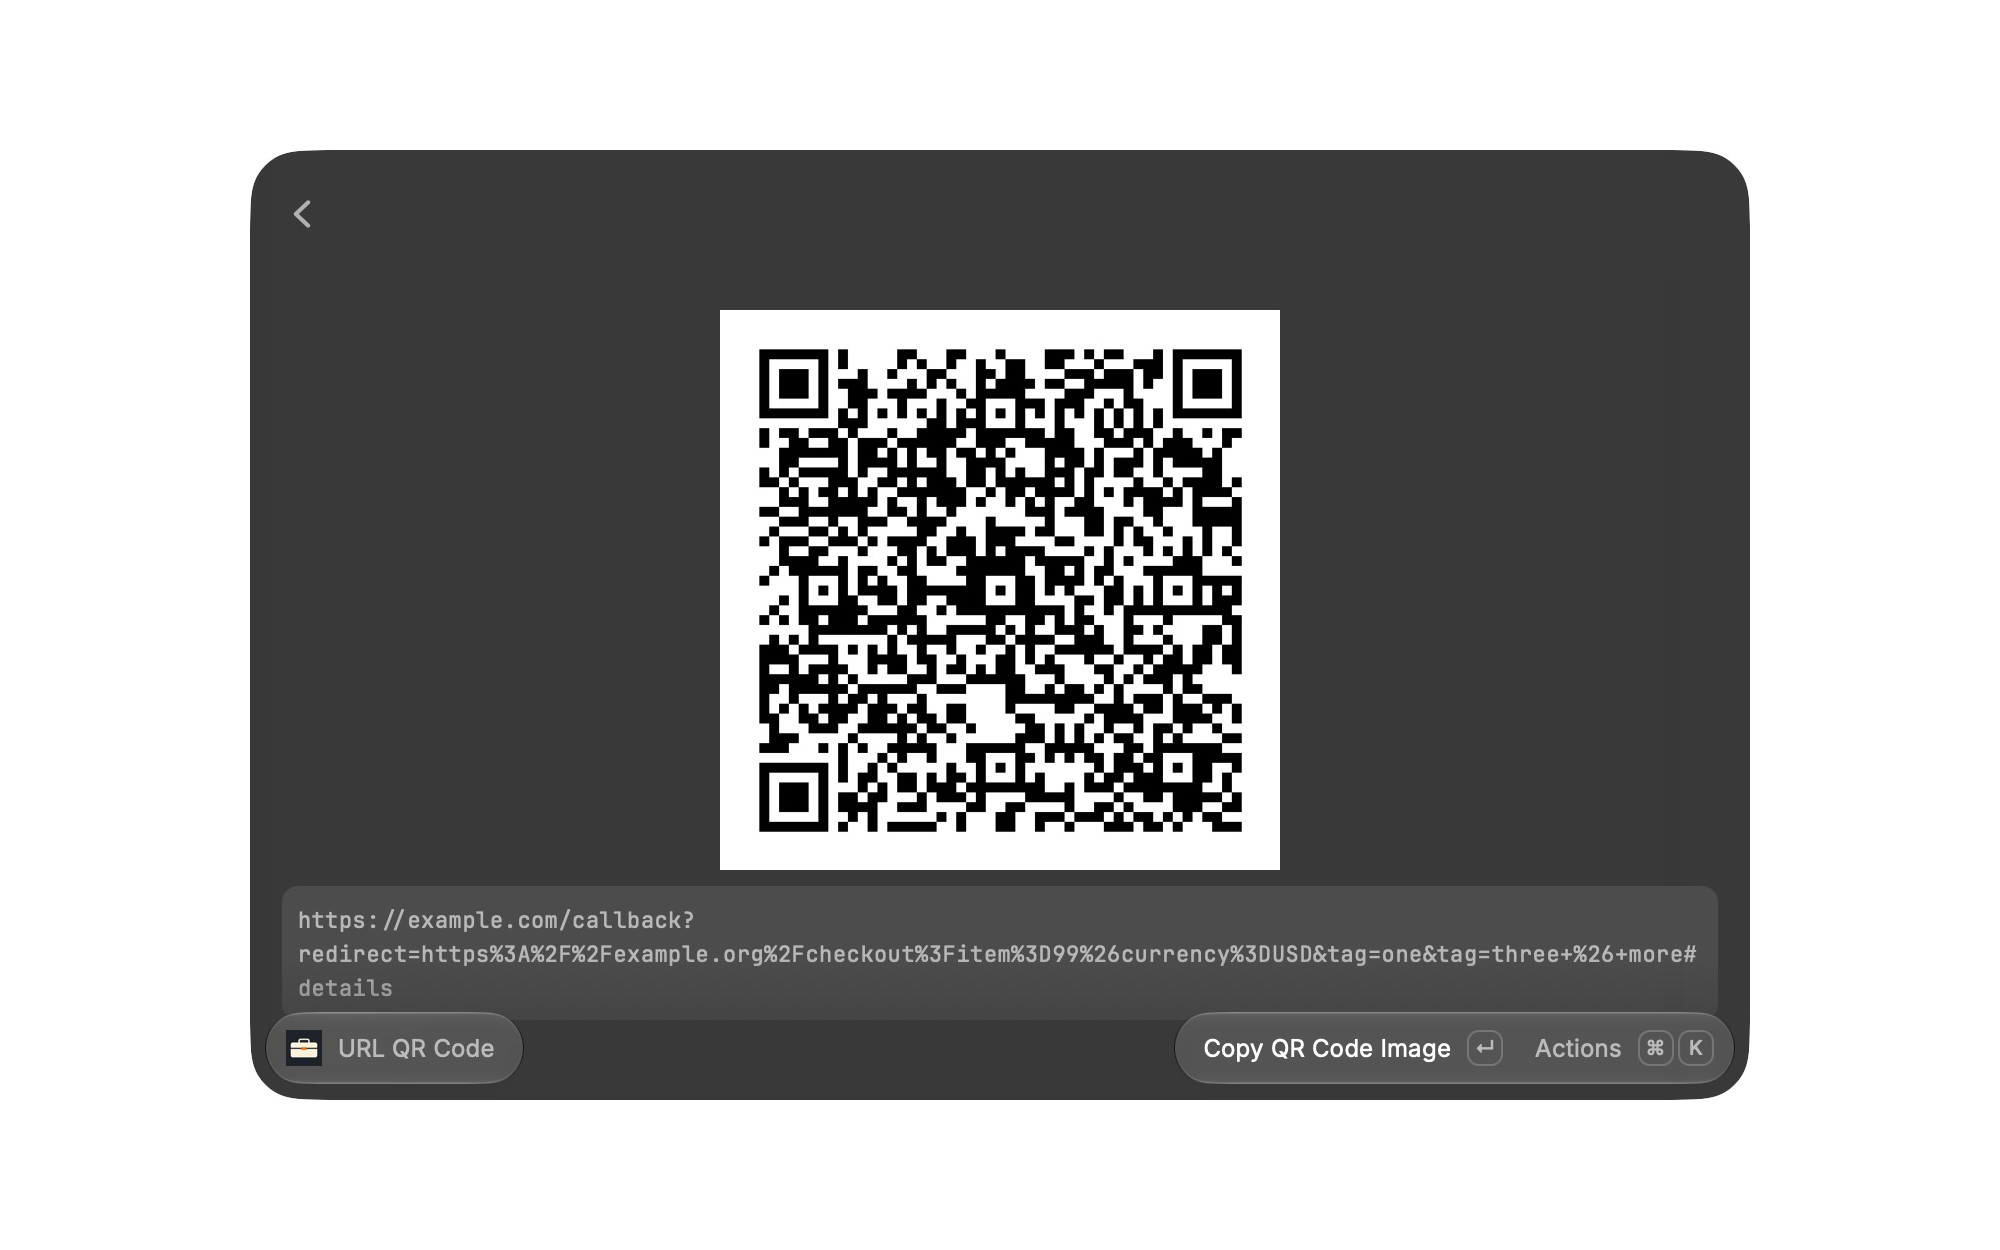 https://example.com/callback?
redirect=https%3A%2F%2Fexample.org%2Fcheckout%3Fitem%3D99%26currency%3DUSD&tag=one&tag=three+%26+more#
details
URL QR Code
Copy QR Code Image ↵ Actions ⌘ K